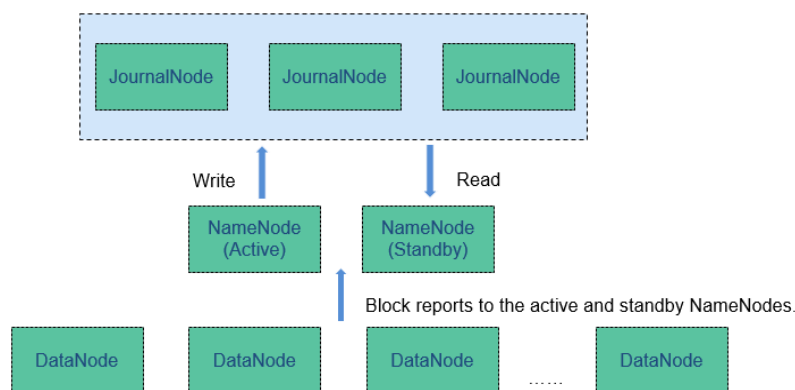 JournalNode JournalNode JournalNode
Write Read
NameNode NameNode
(Active) (Standby)
Block reports to the active and standby NameNodes.
DataNode DataNode DataNode ...... DataNode